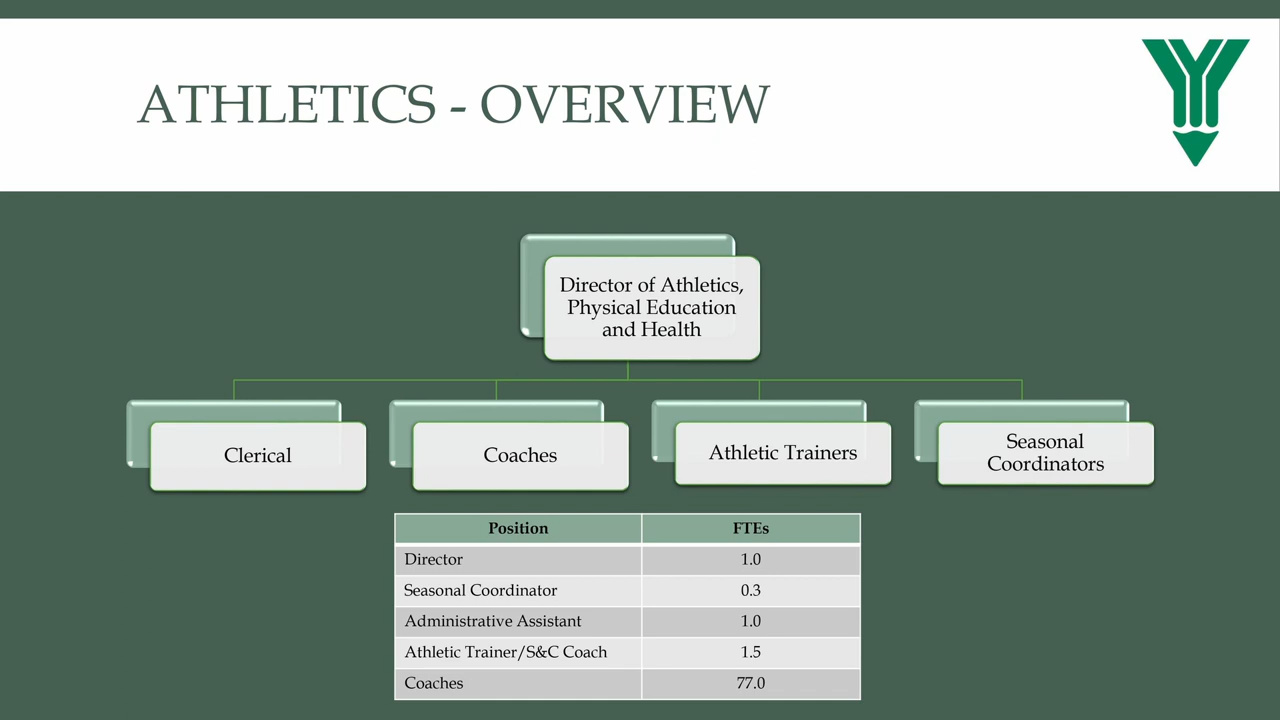 ATHLETICS - OVERVIEW
Director of Athletics,
Physical Education
and Health
Clerical
Coaches
Athletic Trainers
Seasonal
Coordinators
Position FTEs
Director 1.0
Seasonal Coordinator 0.3
Administrative Assistant 1.0
Athletic Trainer/S&C Coach 1.5
Coaches 77.0